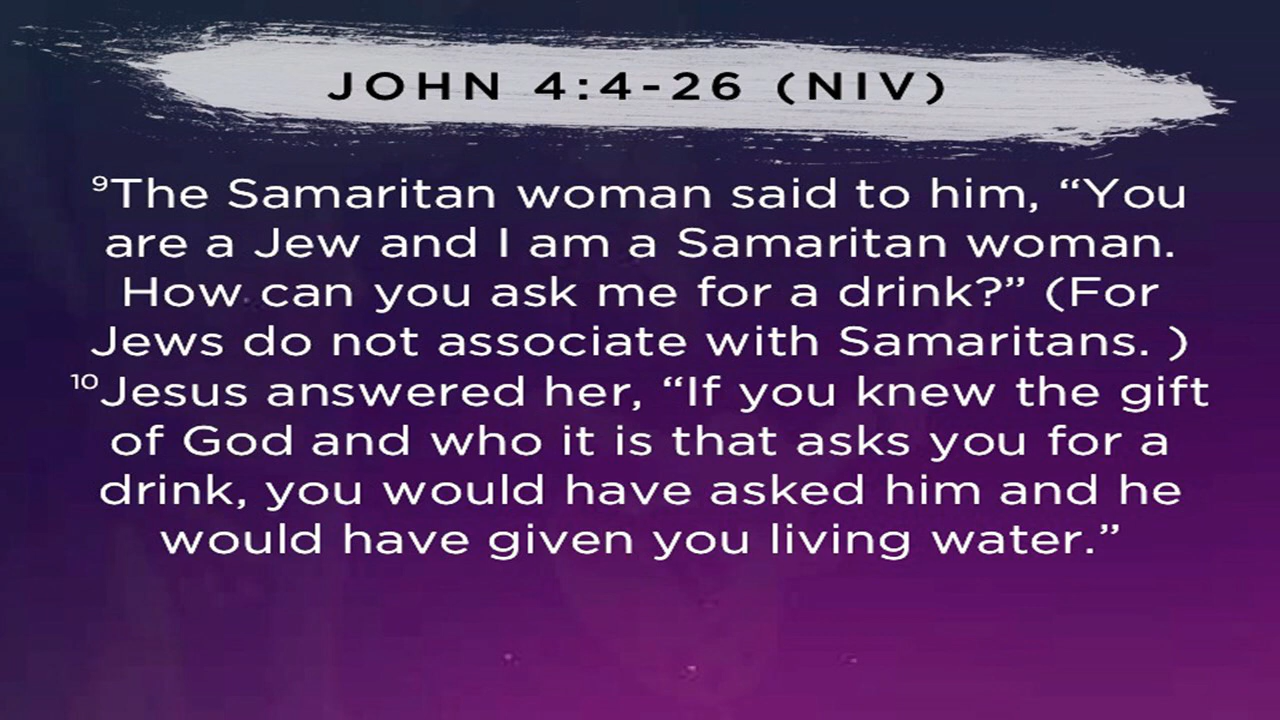 JOHN 4:4-26 (NIV)
⁹The Samaritan woman said to him, “You
are a Jew and I am a Samaritan woman.
How can you ask me for a drink?” (For
Jews do not associate with Samaritans. )
¹⁰Jesus answered her, “If you knew the gift
of God and who it is that asks you for a
drink, you would have asked him and he
would have given you living water.”